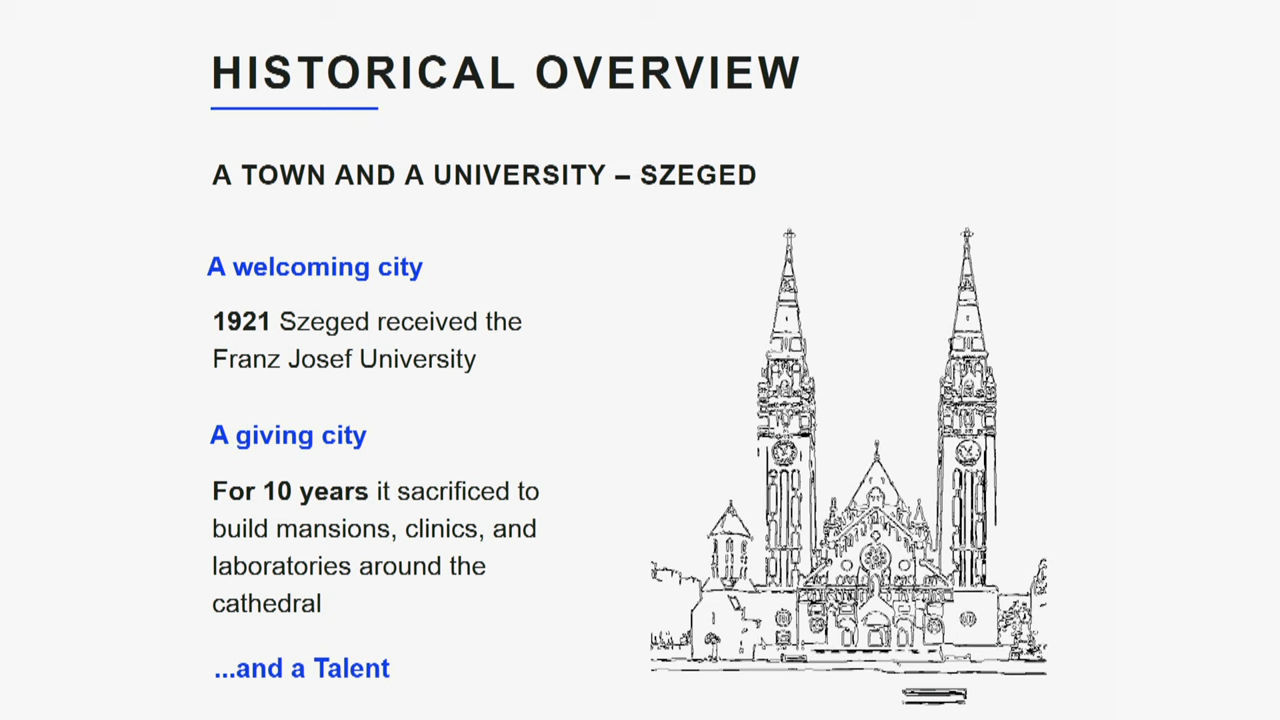 HISTORICAL OVERVIEW
A TOWN AND A UNIVERSITY – SZEGED
A welcoming city
1921 Szeged received the
Franz Josef University
A giving city
For 10 years it sacrificed to
build mansions, clinics, and
laboratories around the
cathedral
...and a Talent